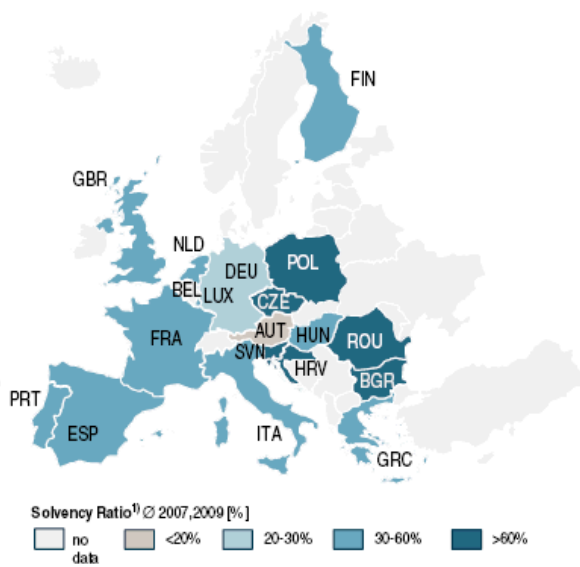 FIN
GBR
NLD
DEU
POL
BEL
LUX
CZE
FRA
AUT
HUN
ROU
SVN
HRV
BGR
PRT
ESP
ITA
GRC
Solvency Ratio¹⁾ Ø 2007,2009 [%]
no data
<20%
20-30%
30-60%
>60%